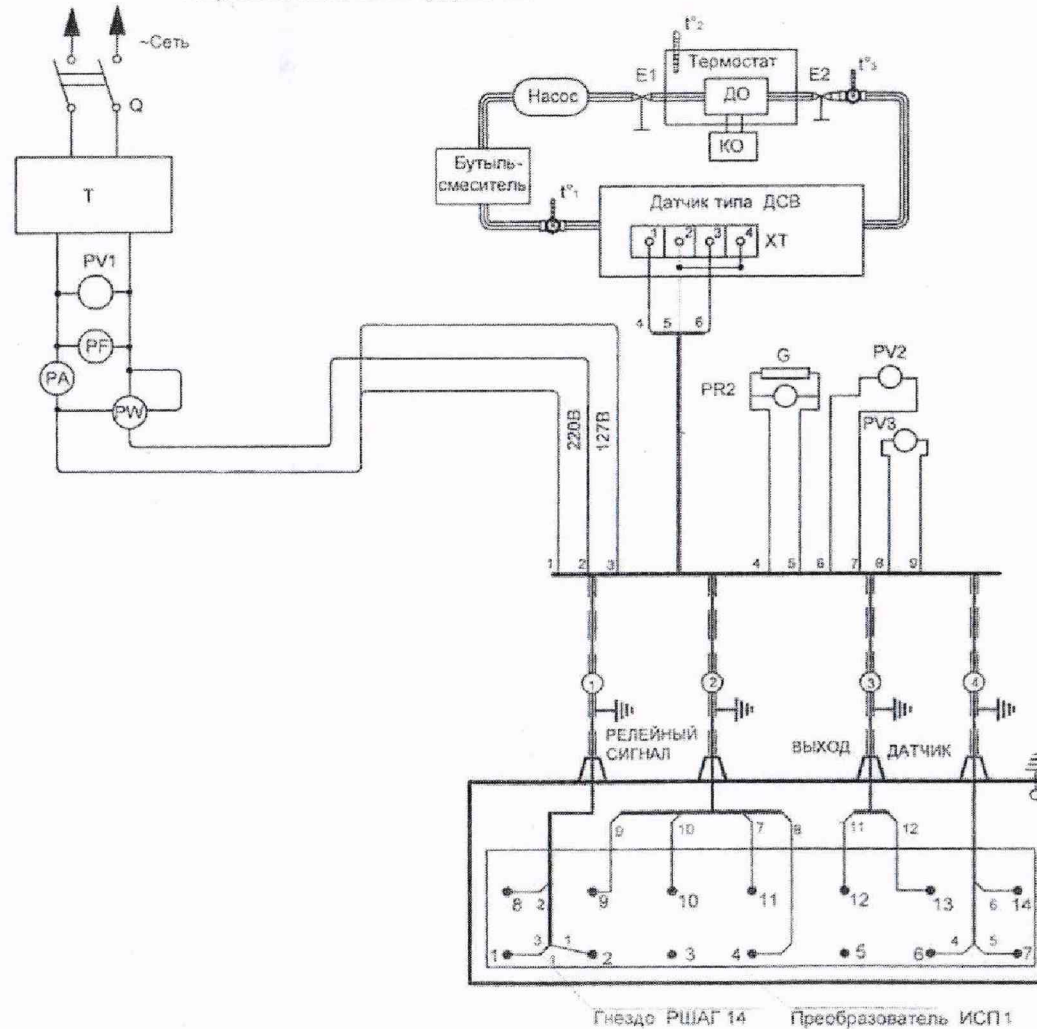 ~Сеть
Q
T
PV1
PF
PA
PW
t°₂
Термостат
E1
E2
t°₃
Насос
ДО
КО
Бутыль-
смеситель
t°₁
Датчик типа ДСВ
1 2 3 4
ХТ
4 5 6
G
PR2
PV2
PV3
220В
127В
1 2 3 4 5 6 7 8 9
1 2 3 4
РЕЛЕЙНЫЙ
СИГНАЛ
ВЫХОД
ДАТЧИК
9 10 7 8 11 12
8 2 9 10 11 12 13 6 14
3 1 4 5
1 2 3 4 5 6 7
Гнездо РШАГ 14
Преобразователь ИСП 1